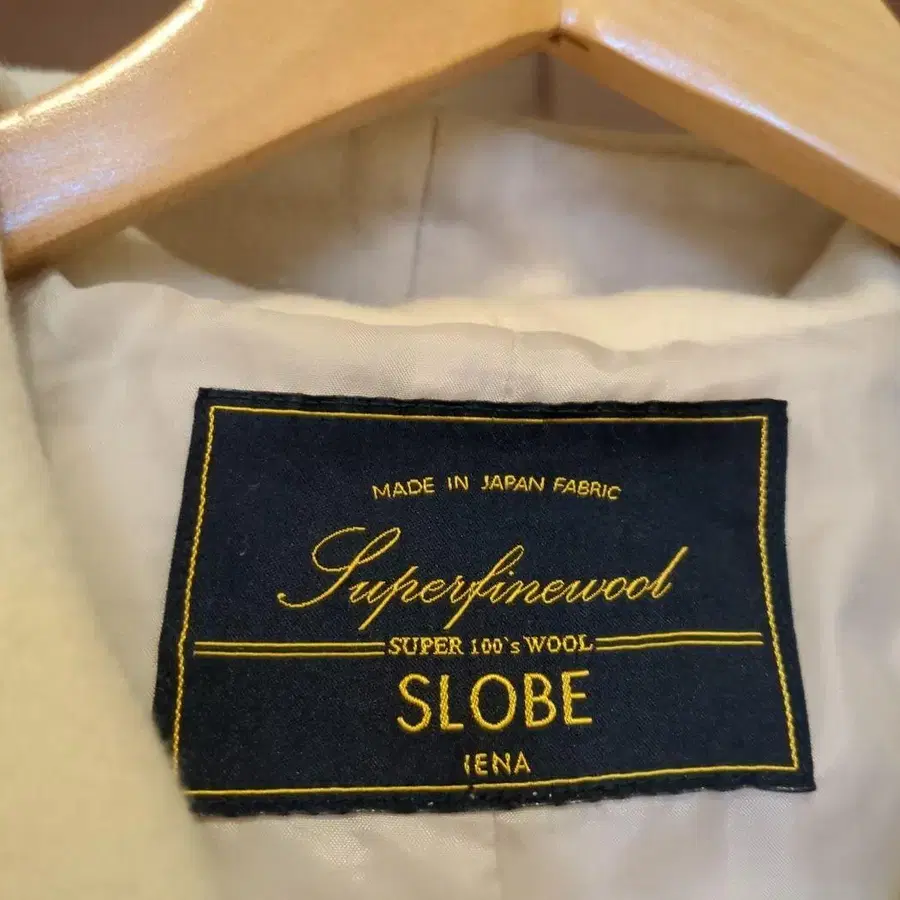 MADE IN JAPAN FABRIC
Superfinewool
SUPER 100's WOOL
SLOBE
IENA